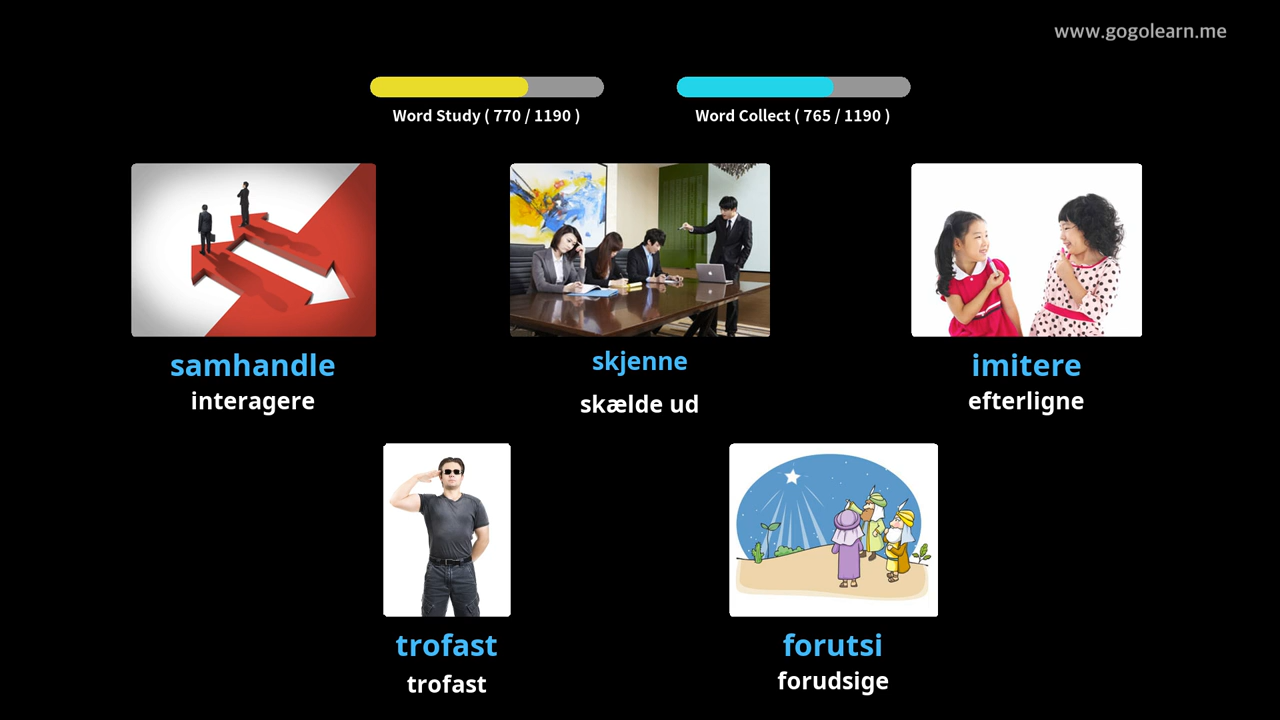 www.gogolearn.me
Word Study ( 770 / 1190 )
Word Collect ( 765 / 1190 )
samhandle
interagere
skjenne
skælde ud
imitere
efterligne
trofast
trofast
forutsi
forudsige